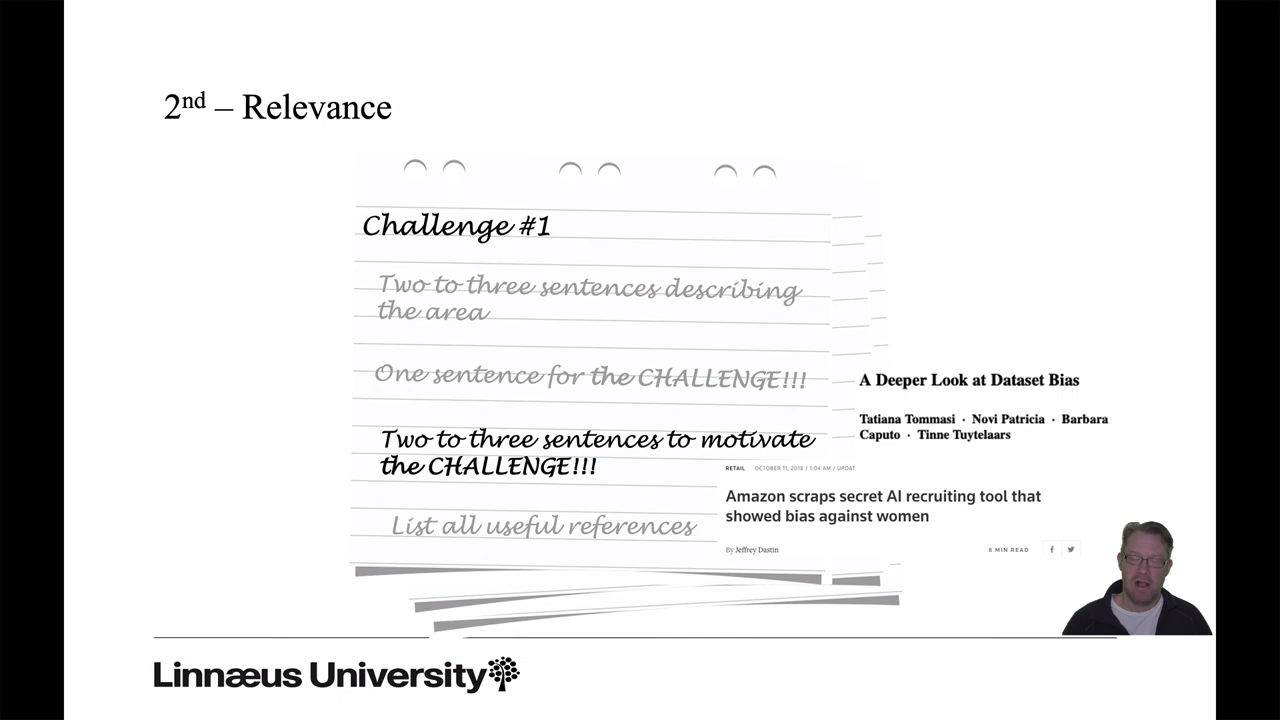 2nd – Relevance
Challenge #1
Two to three sentences describing
the area
One sentence for the CHALLENGE!!!
A Deeper Look at Dataset Bias
Tatiana Tommasi · Novi Patricia · Barbara
Caputo · Tinne Tuytelaars
Two to three sentences to motivate
the CHALLENGE!!!
RETAIL OCTOBER 11, 2018 / 1:04 AM / UPDAT
Amazon scraps secret AI recruiting tool that
showed bias against women
List all useful references
By Jeffrey Dastin 8 MIN READ
Linnæus University